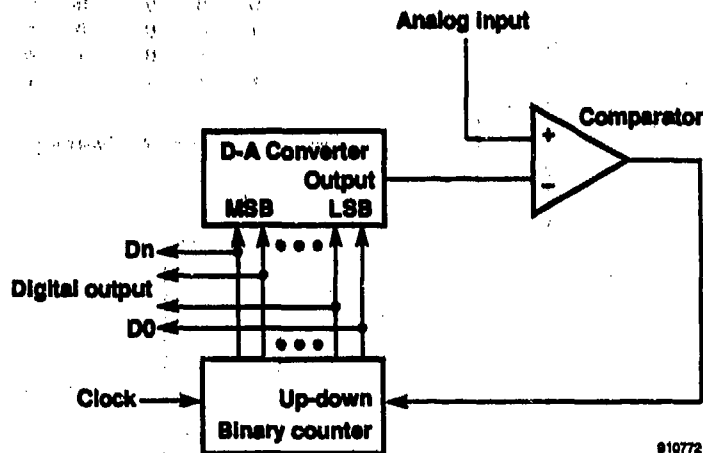 Analog input
Comparator
+
−
D-A Converter
Output
MSB LSB
• • •
Dn
Digital output
D0
• • •
Clock
Up-down
Binary counter
910772